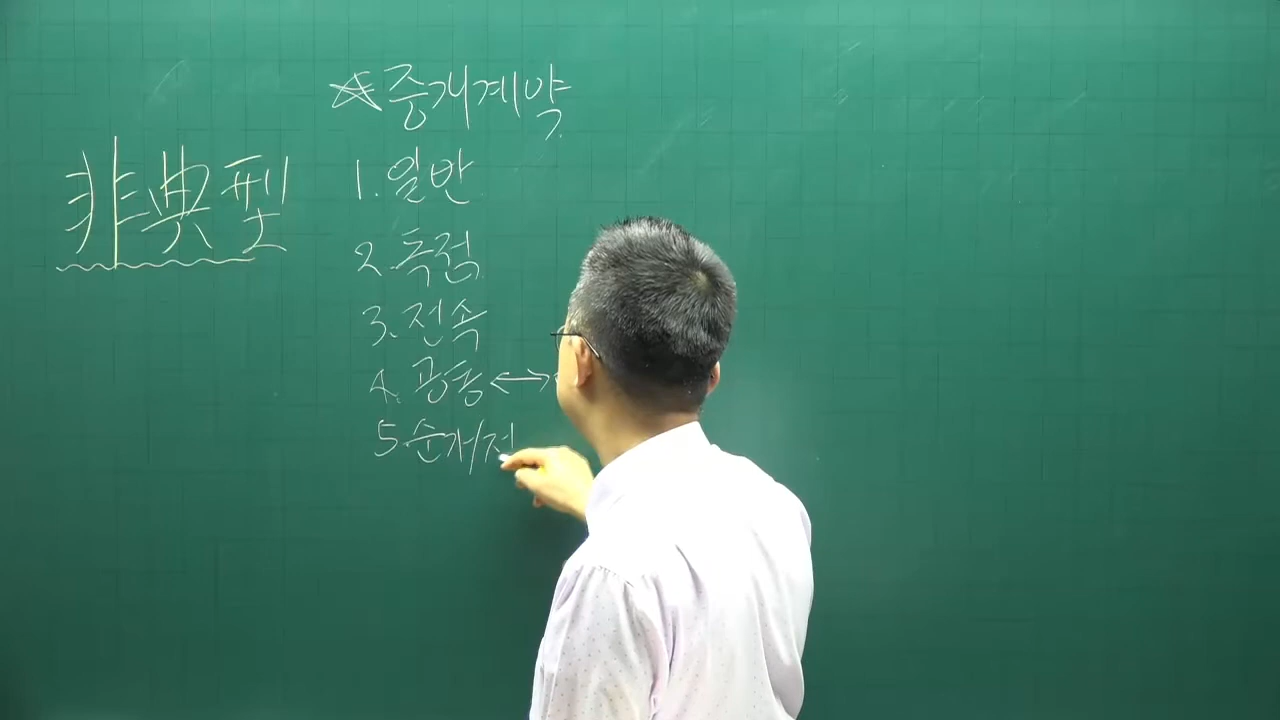 非典型
☆중개계약
1. 일반
2. 독점
3. 전속
4. 공동 ↔
5. 순가/